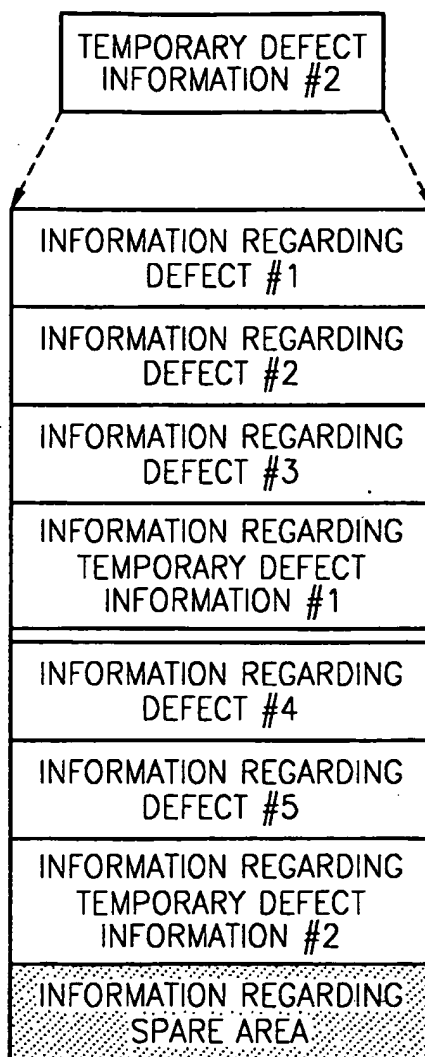 TEMPORARY DEFECT
INFORMATION #2
INFORMATION REGARDING
DEFECT #1
INFORMATION REGARDING
DEFECT #2
INFORMATION REGARDING
DEFECT #3
INFORMATION REGARDING
TEMPORARY DEFECT
INFORMATION #1
INFORMATION REGARDING
DEFECT #4
INFORMATION REGARDING
DEFECT #5
INFORMATION REGARDING
TEMPORARY DEFECT
INFORMATION #2
INFORMATION REGARDING
SPARE AREA